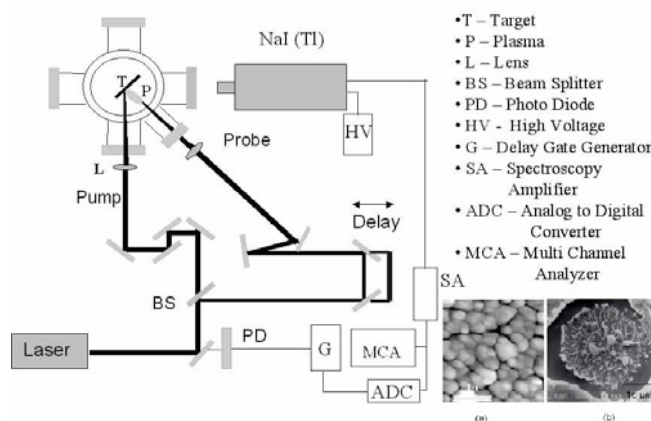 NaI (Tl)
T
P
HV
Probe
L
Pump
Delay
BS
SA
PD
Laser
G
MCA
ADC
• T – Target
• P – Plasma
• L – Lens
• BS – Beam Splitter
• PD – Photo Diode
• HV - High Voltage
• G – Delay Gate Generator
• SA – Spectroscopy
Amplifier
• ADC – Analog to Digital
Converter
• MCA – Multi Channel
Analyzer
(a)
(b)